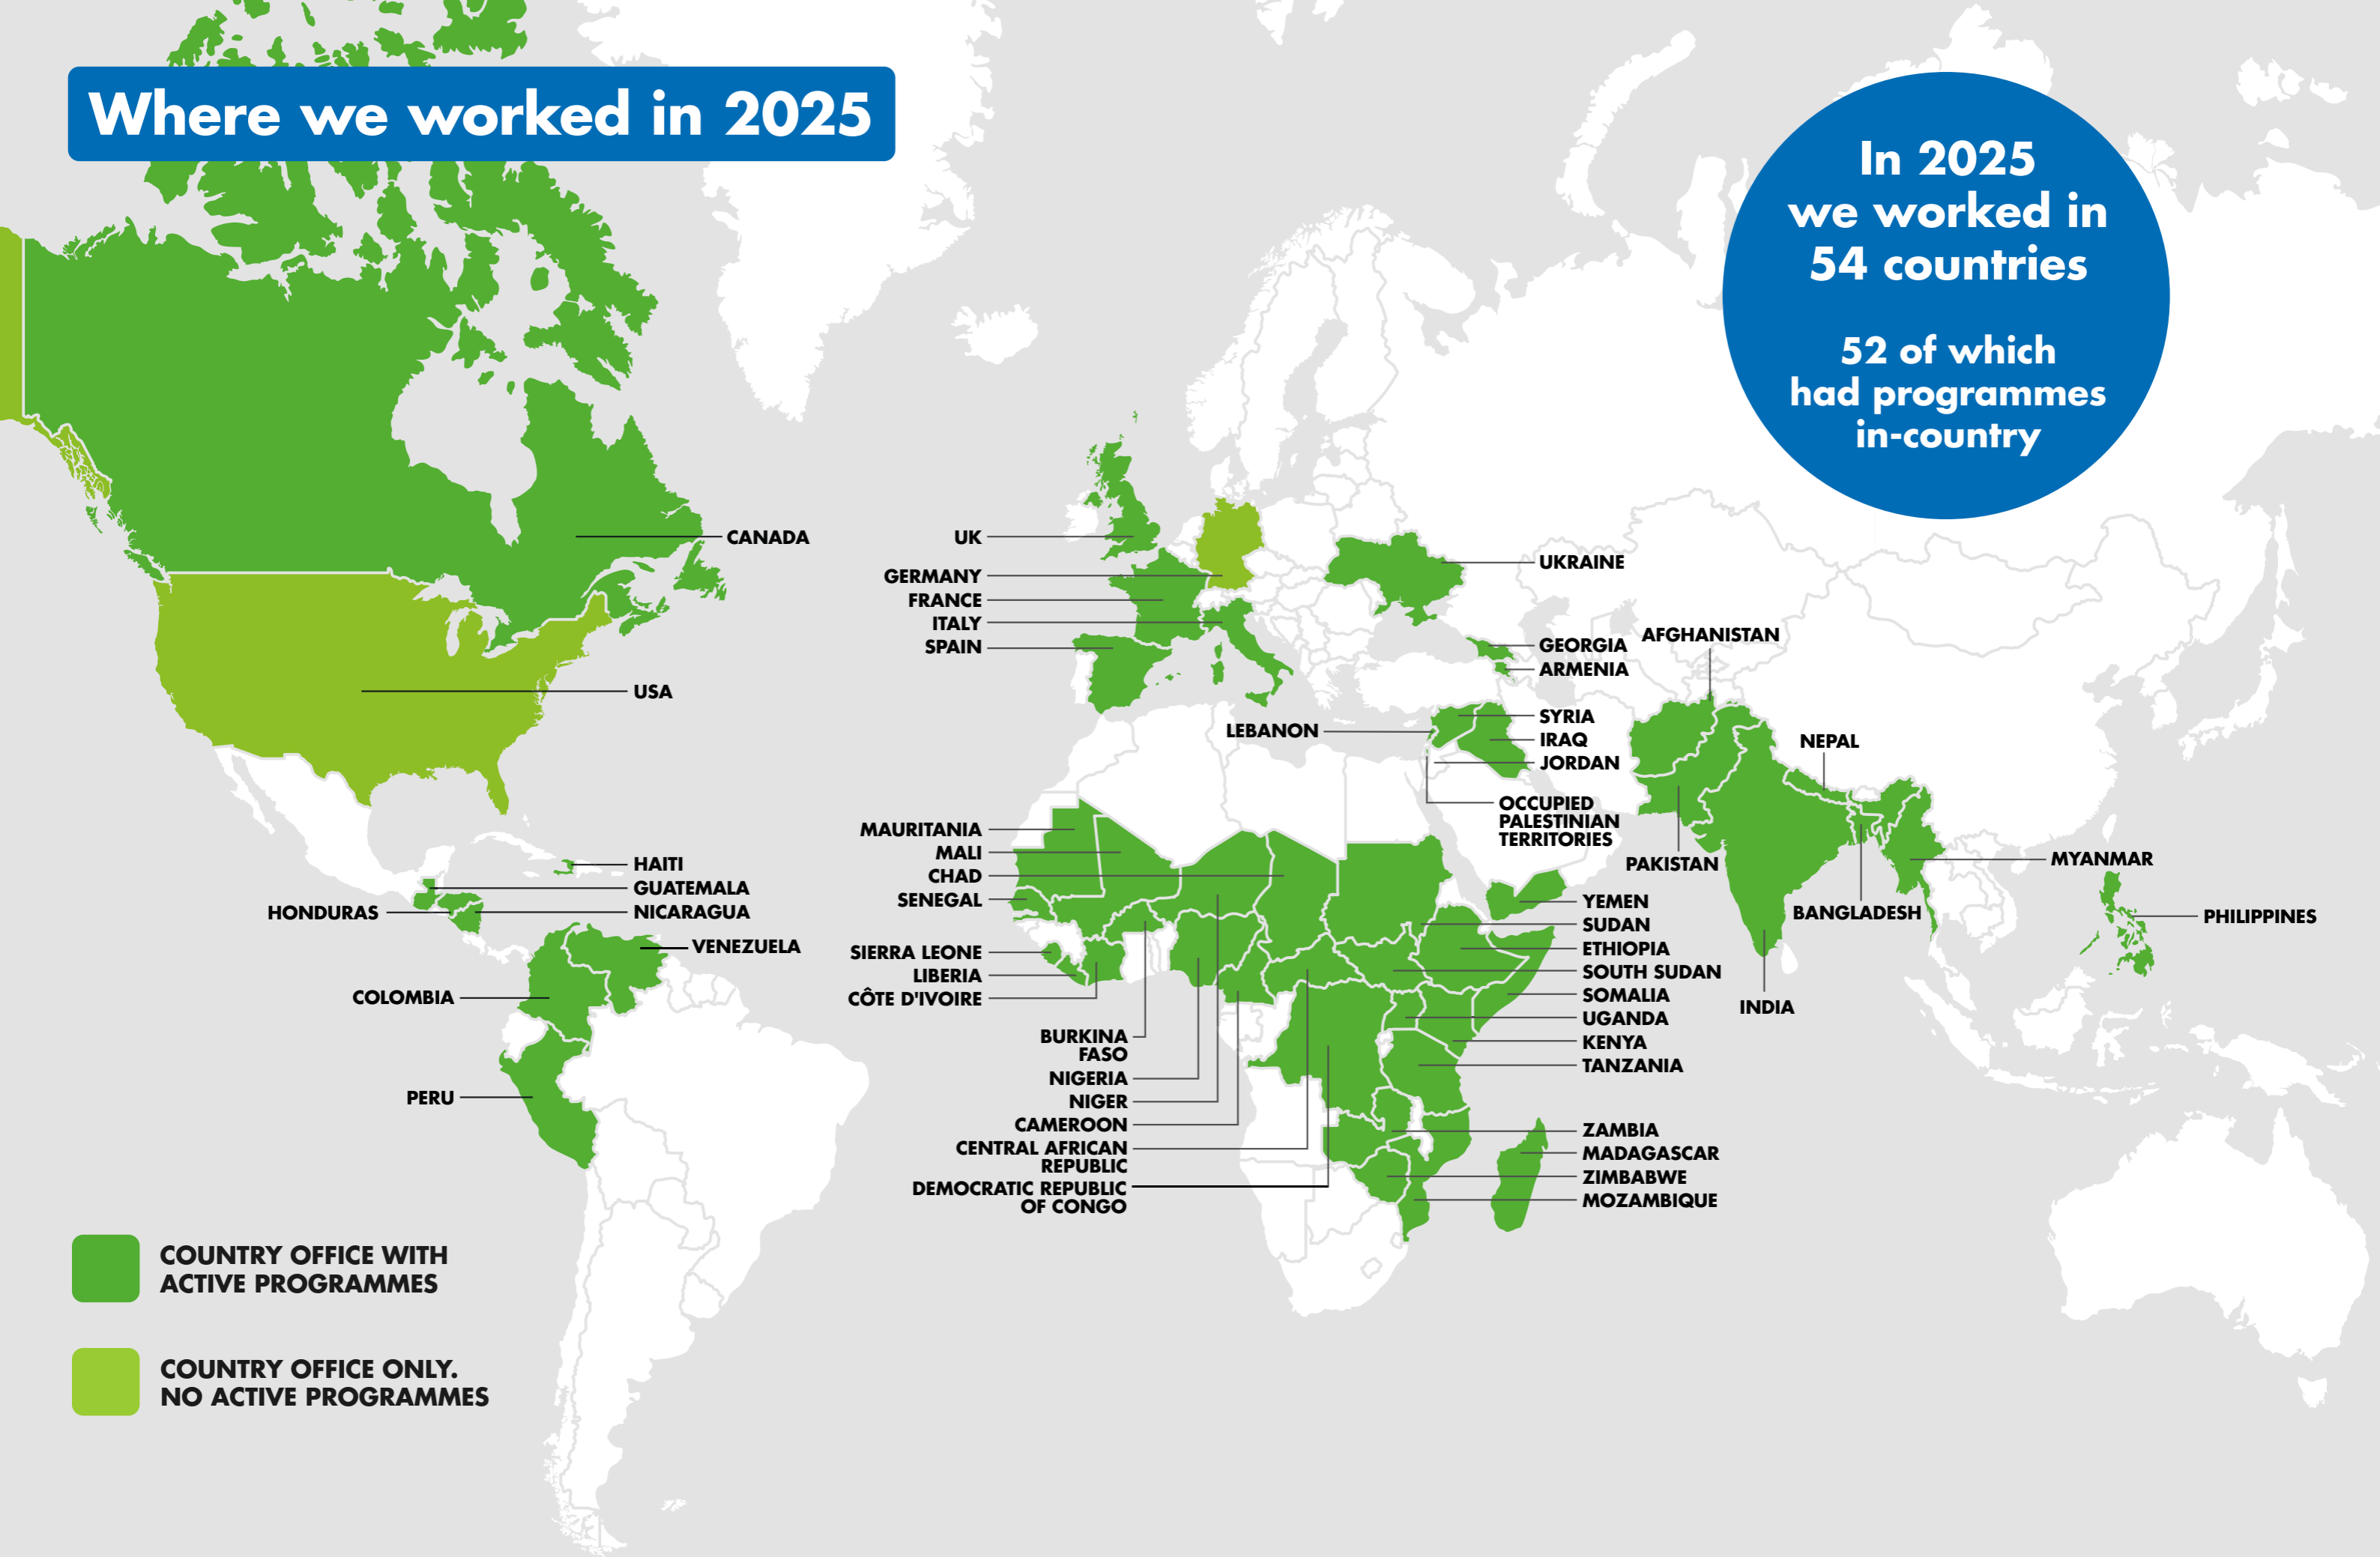 Where we worked in 2025
In 2025
we worked in
54 countries
52 of which
had programmes
in-country
CANADA
USA
HAITI
GUATEMALA
HONDURAS
NICARAGUA
VENEZUELA
COLOMBIA
PERU
UK
GERMANY
FRANCE
ITALY
SPAIN
UKRAINE
GEORGIA
ARMENIA
AFGHANISTAN
LEBANON
SYRIA
IRAQ
JORDAN
OCCUPIED
PALESTINIAN
TERRITORIES
NEPAL
PAKISTAN
BANGLADESH
INDIA
MYANMAR
PHILIPPINES
MAURITANIA
MALI
CHAD
SENEGAL
SIERRA LEONE
LIBERIA
CÔTE D'IVOIRE
BURKINA
FASO
NIGERIA
NIGER
CAMEROON
CENTRAL AFRICAN
REPUBLIC
DEMOCRATIC REPUBLIC
OF CONGO
YEMEN
SUDAN
ETHIOPIA
SOUTH SUDAN
SOMALIA
UGANDA
KENYA
TANZANIA
ZAMBIA
MADAGASCAR
ZIMBABWE
MOZAMBIQUE
COUNTRY OFFICE WITH
ACTIVE PROGRAMMES
COUNTRY OFFICE ONLY.
NO ACTIVE PROGRAMMES